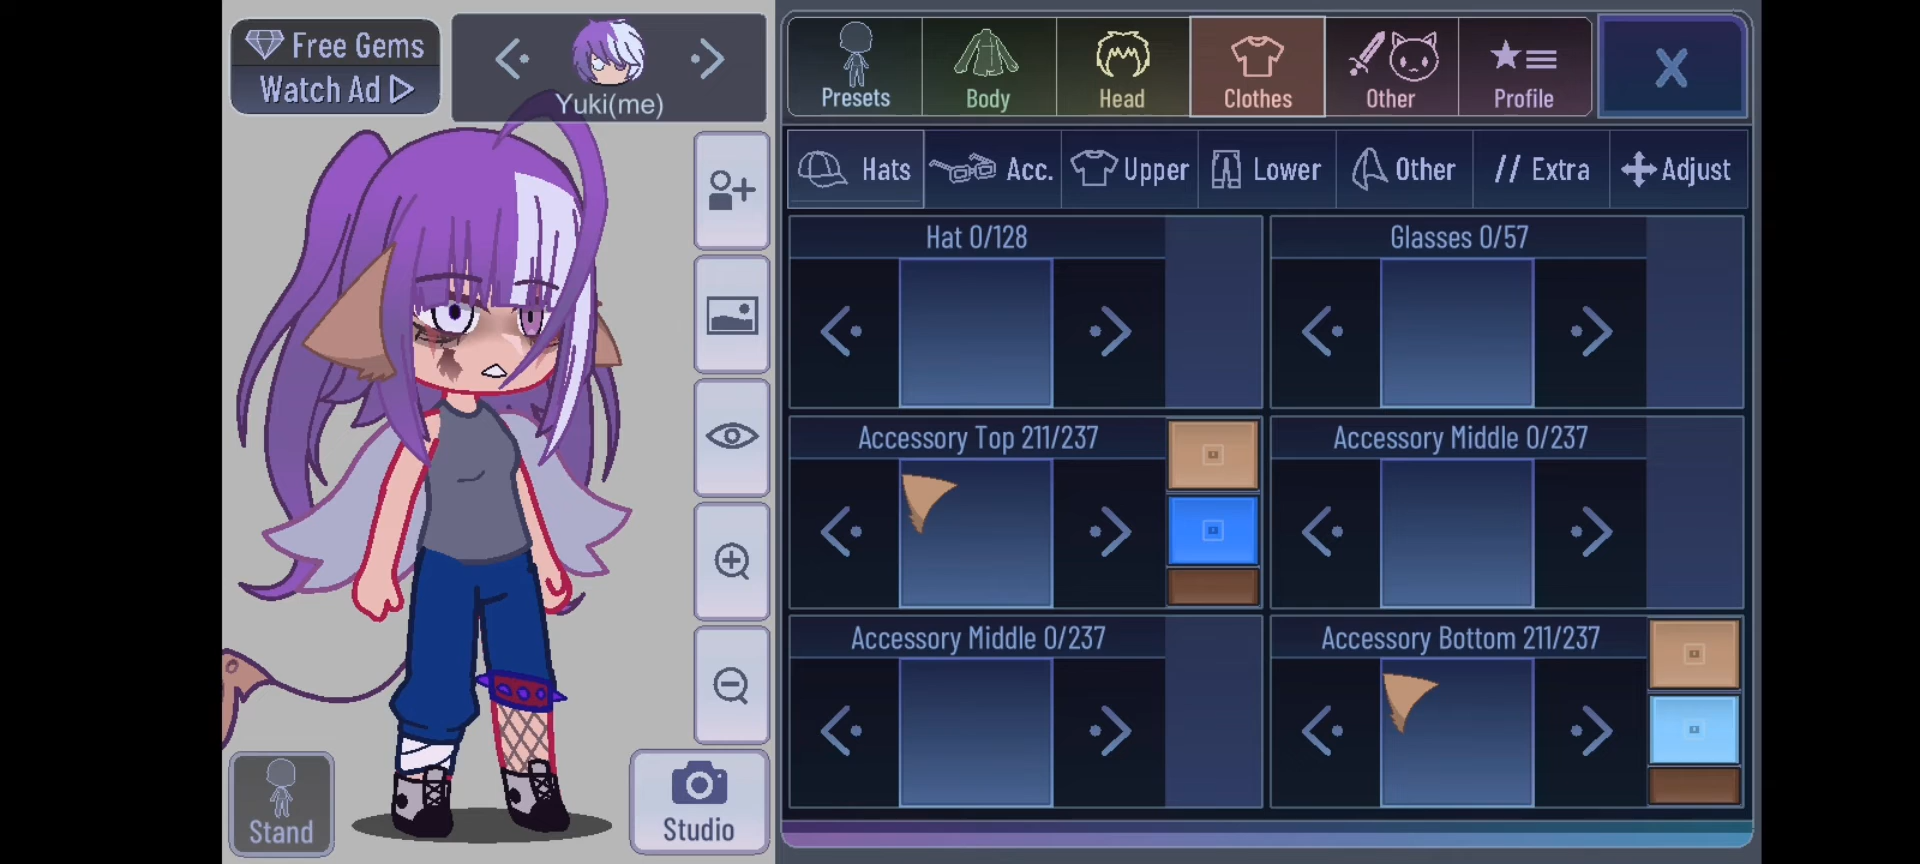 Free Gems
Watch Ad
Yuki(me)
Stand
Studio
Presets
Body
Head
Clothes
Other
Profile
X
Hats
Acc.
Upper
Lower
Other
Extra
Adjust
Hat 0/128
Glasses 0/57
Accessory Top 211/237
Accessory Middle 0/237
Accessory Middle 0/237
Accessory Bottom 211/237